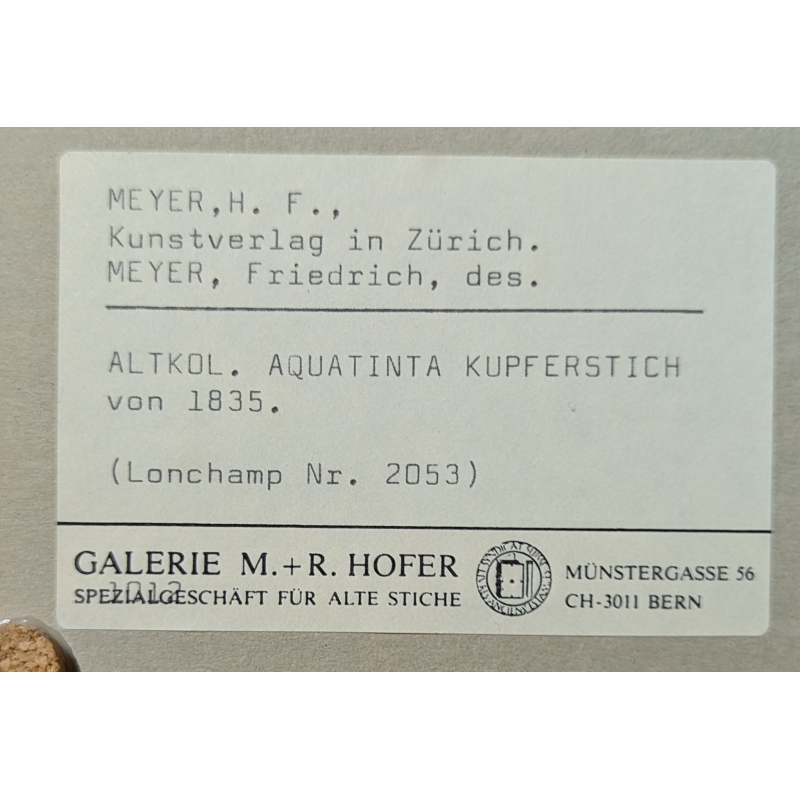 MEYER,H. F.,
Kunstverlag in Zürich.
MEYER, Friedrich, des.
ALTKOL. AQUATINTA KUPFERSTICH
von 1835.
(Lonchamp Nr. 2053)
GALERIE M.+R. HOFER
SPEZIALGESCHÄFT FÜR ALTE STICHE
MÜNSTERGASSE 56
CH-3011 BERN